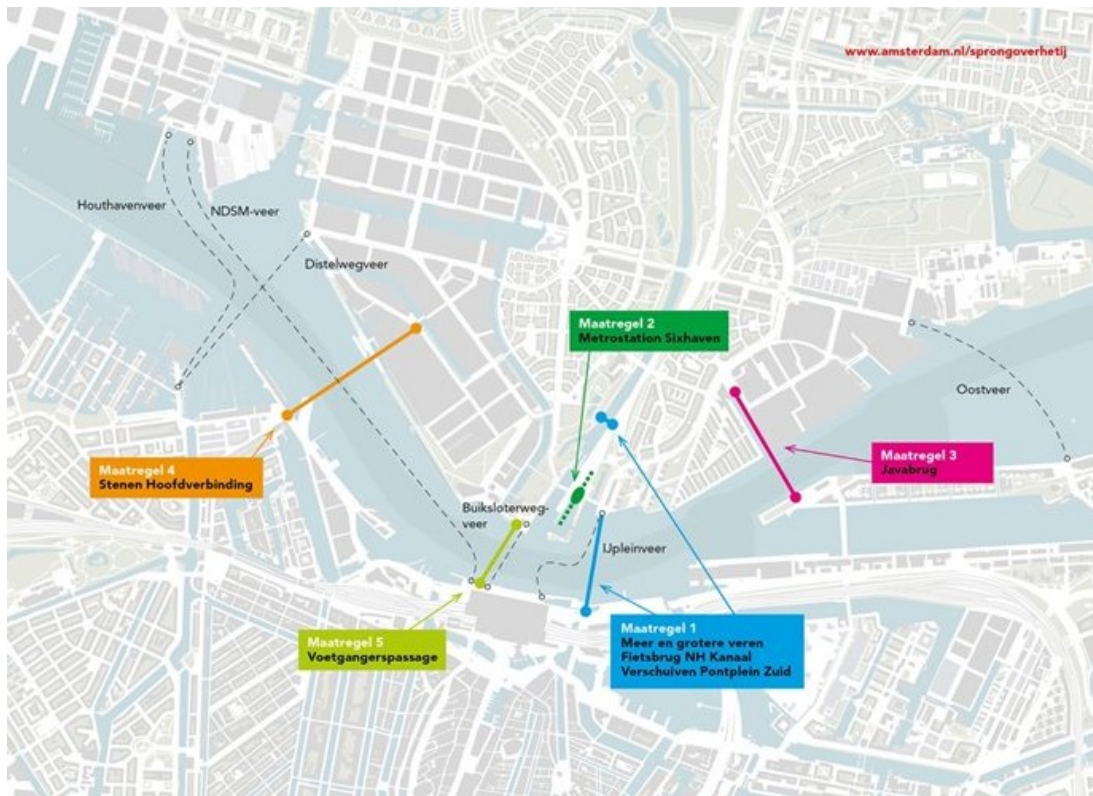 www.amsterdam.nl/sprongoverhetij
Houthavenveer
NDSM-veer
Distelwegveer
Maatregel 2
Metrostation Sixhaven
Oostveer
Maatregel 3
Javabrug
Maatregel 4
Stenen Hoofdverbinding
Buiksloterweg-
veer
IJpleinveer
Maatregel 5
Voetgangerspassage
Maatregel 1
Meer en grotere veren
Fietsbrug NH Kanaal
Verschuiven Pontplein Zuid